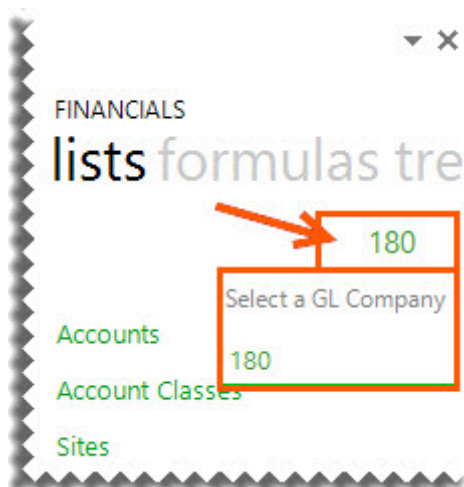 FINANCIALS
lists formulas tre
180
Select a GL Company
180
Accounts
Account Classes
Sites